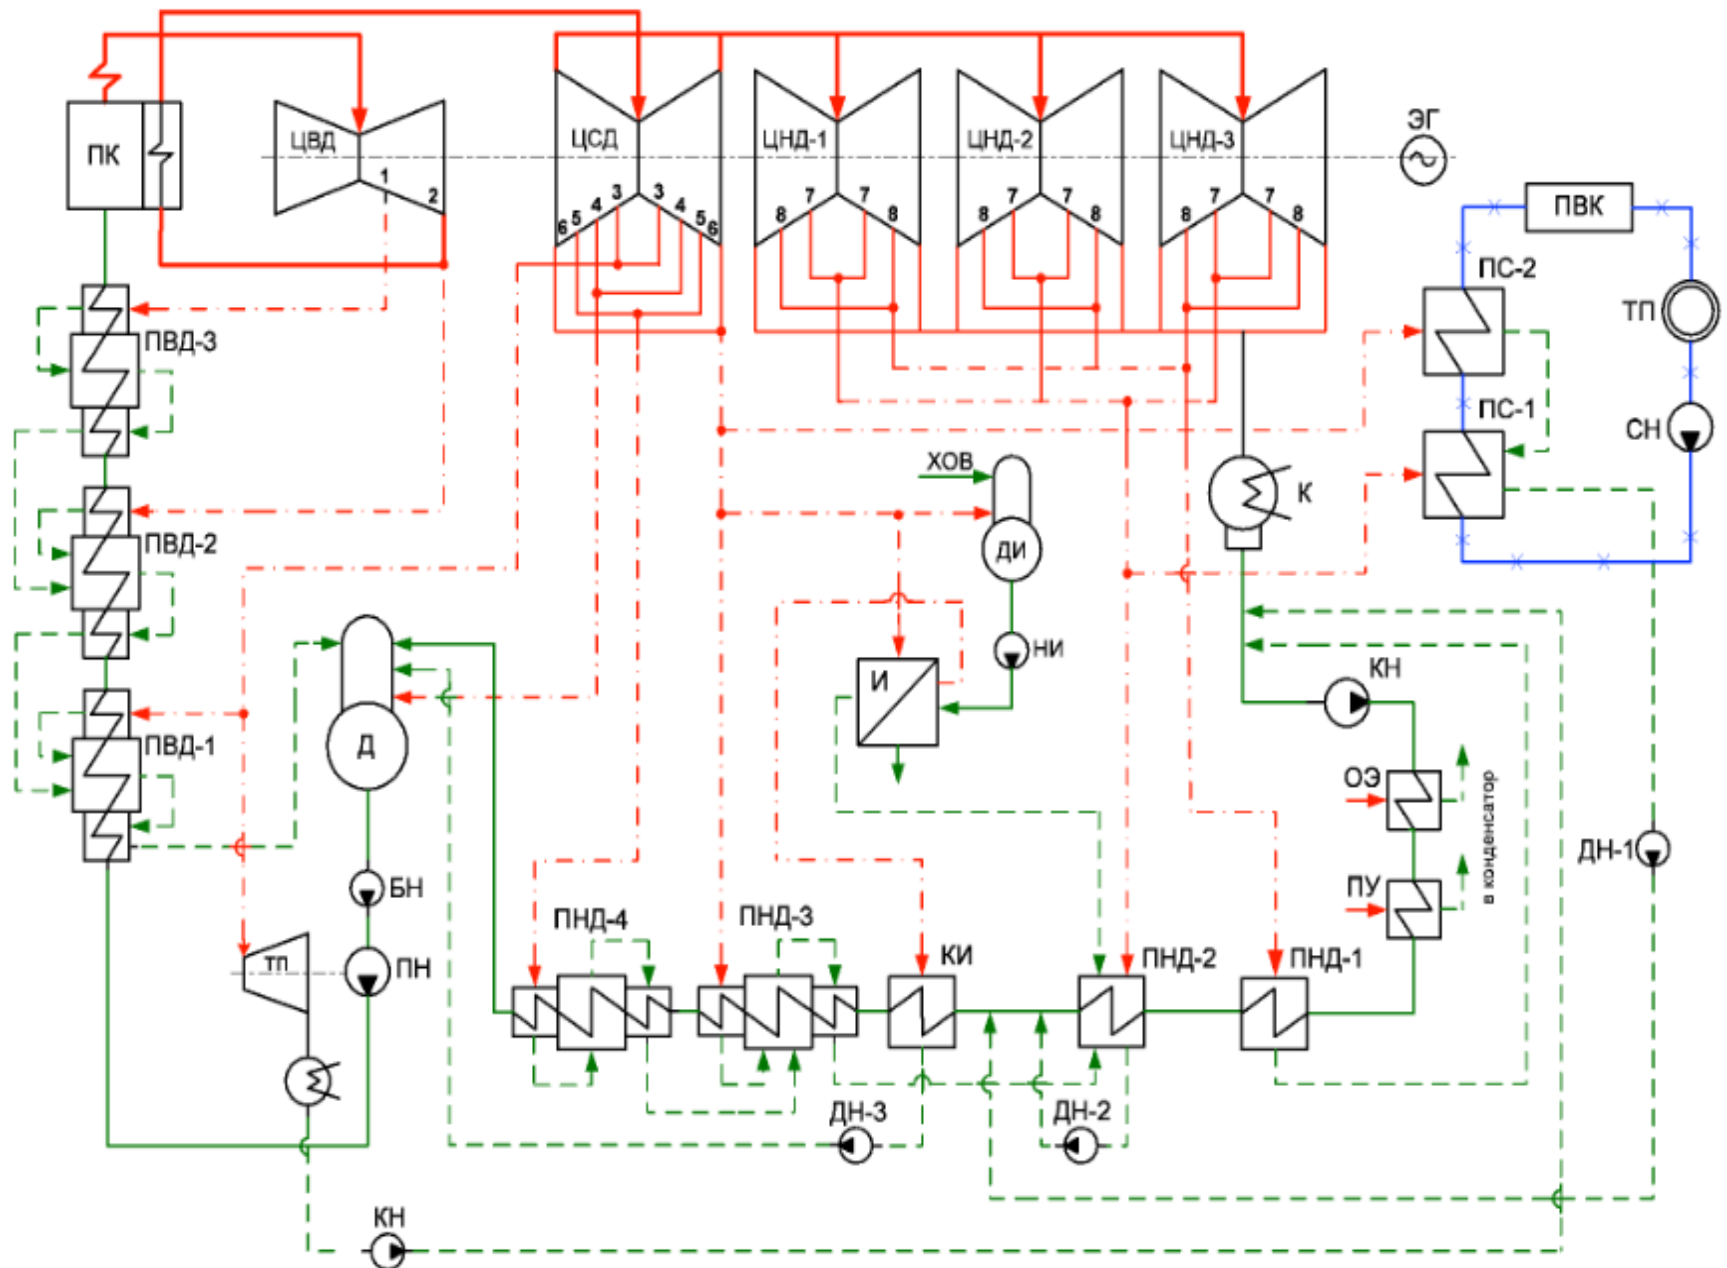 ЭГ
ПК
ЦВД
ЦСД
ЦНД-1
ЦНД-2
ЦНД-3
1
2
3
3
4
4
5
5
6
6
7
7
8
8
7
7
8
8
7
7
8
8
ПВК
ПС-2
ТП
ПВД-3
ПС-1
СН
ХОВ
К
ДИ
ПВД-2
НИ
И
КН
Д
ПВД-1
ОЭ
в конденсатор
ДН-1
БН
ПУ
ПНД-4
ПНД-3
КИ
ПНД-2
ПНД-1
ТП
ПН
ДН-3
ДН-2
КН